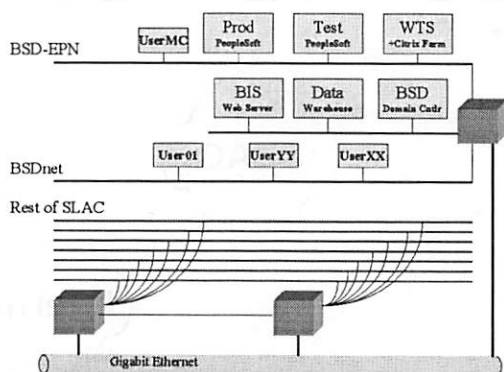 BSD-EPN
UserMC
Prod
PeopleSoft
Test
PeopleSoft
WTS
+Citrix Farm
BIS
Web Server
Data
Warehouse
BSD
Domain Cntlr
BSDnet
User01
UserYY
UserXX
Rest of SLAC
Gigabit Ethernet